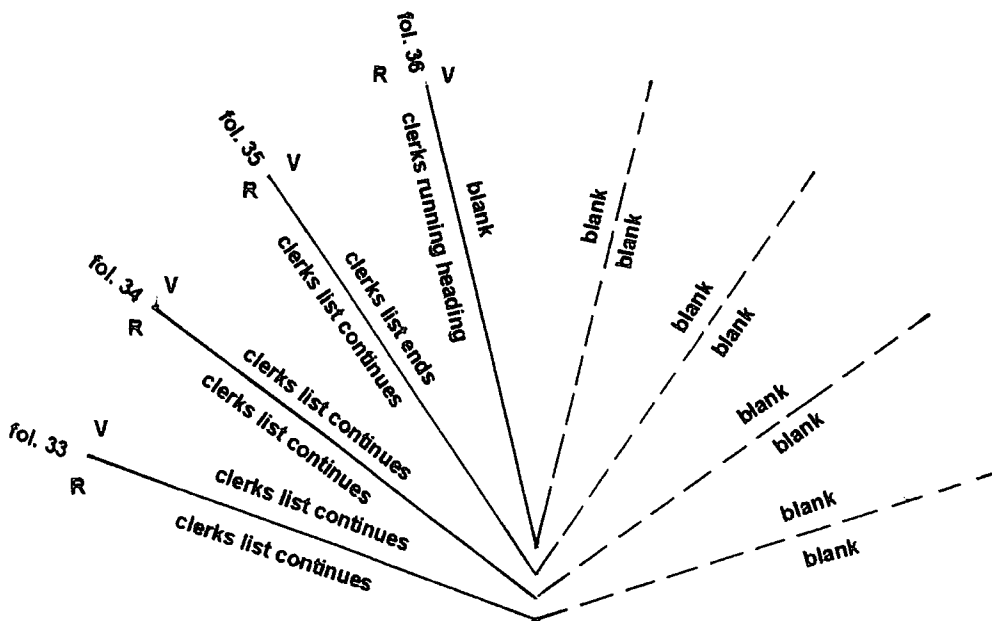 fol. 33
R
V
clerks list continues
clerks list continues
fol. 34
R
V
clerks list continues
clerks list continues
fol. 35
R
V
clerks list continues
clerks list ends
fol. 36
R
V
clerks running heading
blank
blank
blank
blank
blank
blank
blank
blank
blank